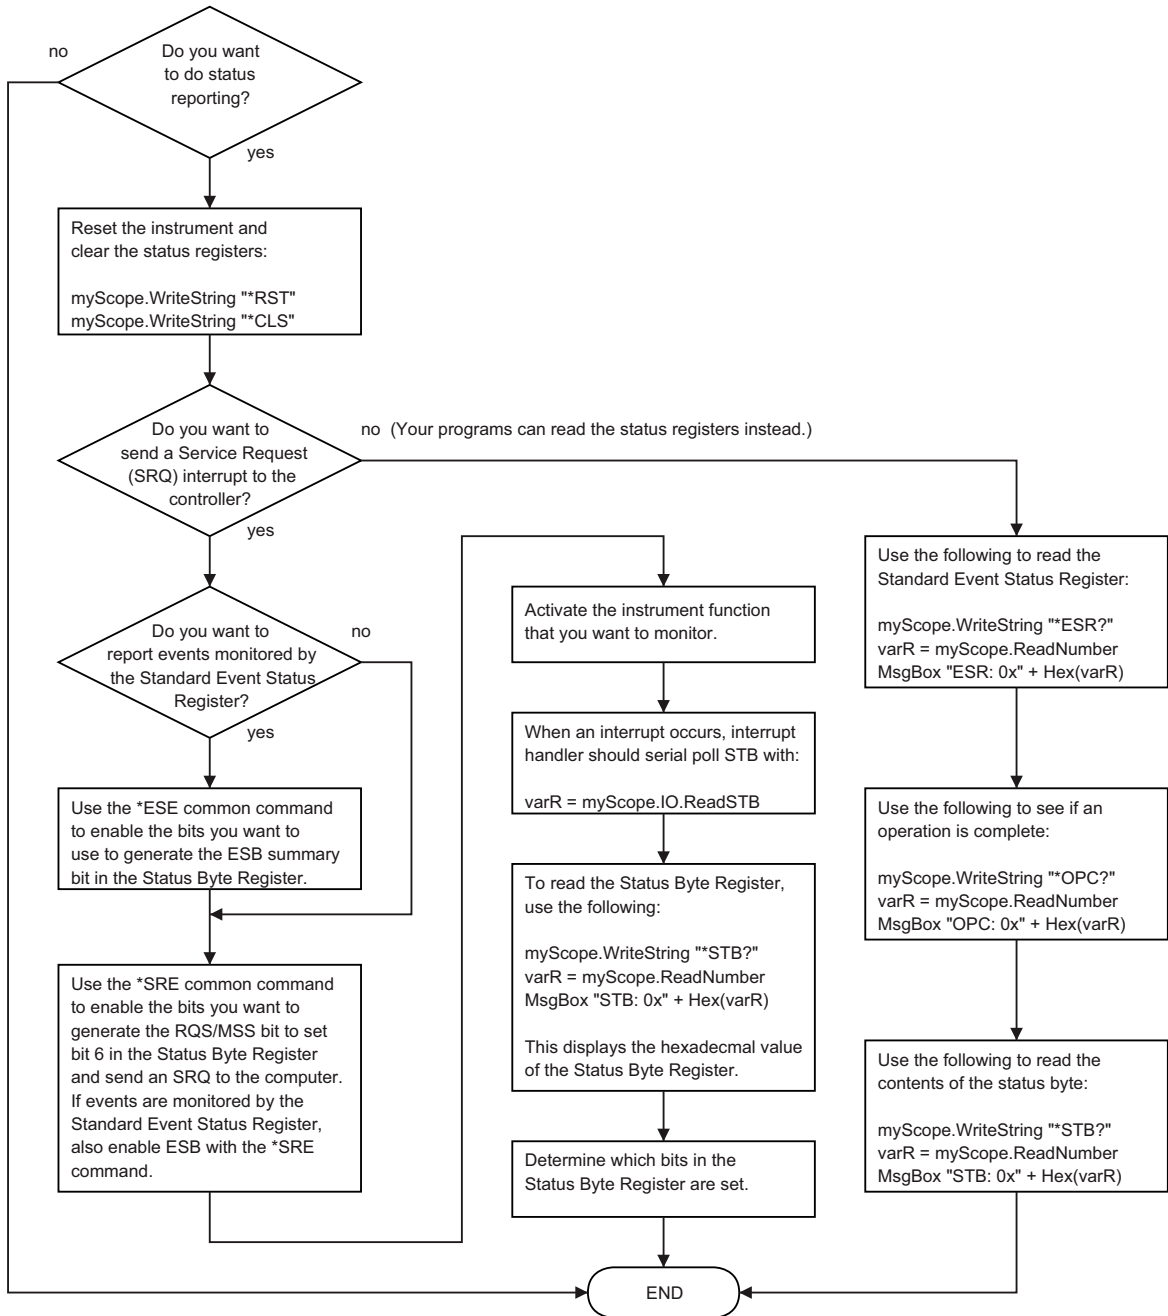 Do you want
to do status
reporting?
no
yes
Reset the instrument and
clear the status registers:
myScope.WriteString "*RST"
myScope.WriteString "*CLS"
Do you want to
send a Service Request
(SRQ) interrupt to the
controller?
no (Your programs can read the status registers instead.)
yes
Do you want to
report events monitored by
the Standard Event Status
Register?
no
yes
Use the *ESE common command
to enable the bits you want to
use to generate the ESB summary
bit in the Status Byte Register.
Use the *SRE common command
to enable the bits you want to
generate the RQS/MSS bit to set
bit 6 in the Status Byte Register
and send an SRQ to the computer.
If events are monitored by the
Standard Event Status Register,
also enable ESB with the *SRE
command.
Activate the instrument function
that you want to monitor.
When an interrupt occurs, interrupt
handler should serial poll STB with:
varR = myScope.IO.ReadSTB
To read the Status Byte Register,
use the following:
myScope.WriteString "*STB?"
varR = myScope.ReadNumber
MsgBox "STB: 0x" + Hex(varR)
This displays the hexadecmal value
of the Status Byte Register.
Determine which bits in the
Status Byte Register are set.
Use the following to read the
Standard Event Status Register:
myScope.WriteString "*ESR?"
varR = myScope.ReadNumber
MsgBox "ESR: 0x" + Hex(varR)
Use the following to see if an
operation is complete:
myScope.WriteString "*OPC?"
varR = myScope.ReadNumber
MsgBox "OPC: 0x" + Hex(varR)
Use the following to read the
contents of the status byte:
myScope.WriteString "*STB?"
varR = myScope.ReadNumber
MsgBox "STB: 0x" + Hex(varR)
END